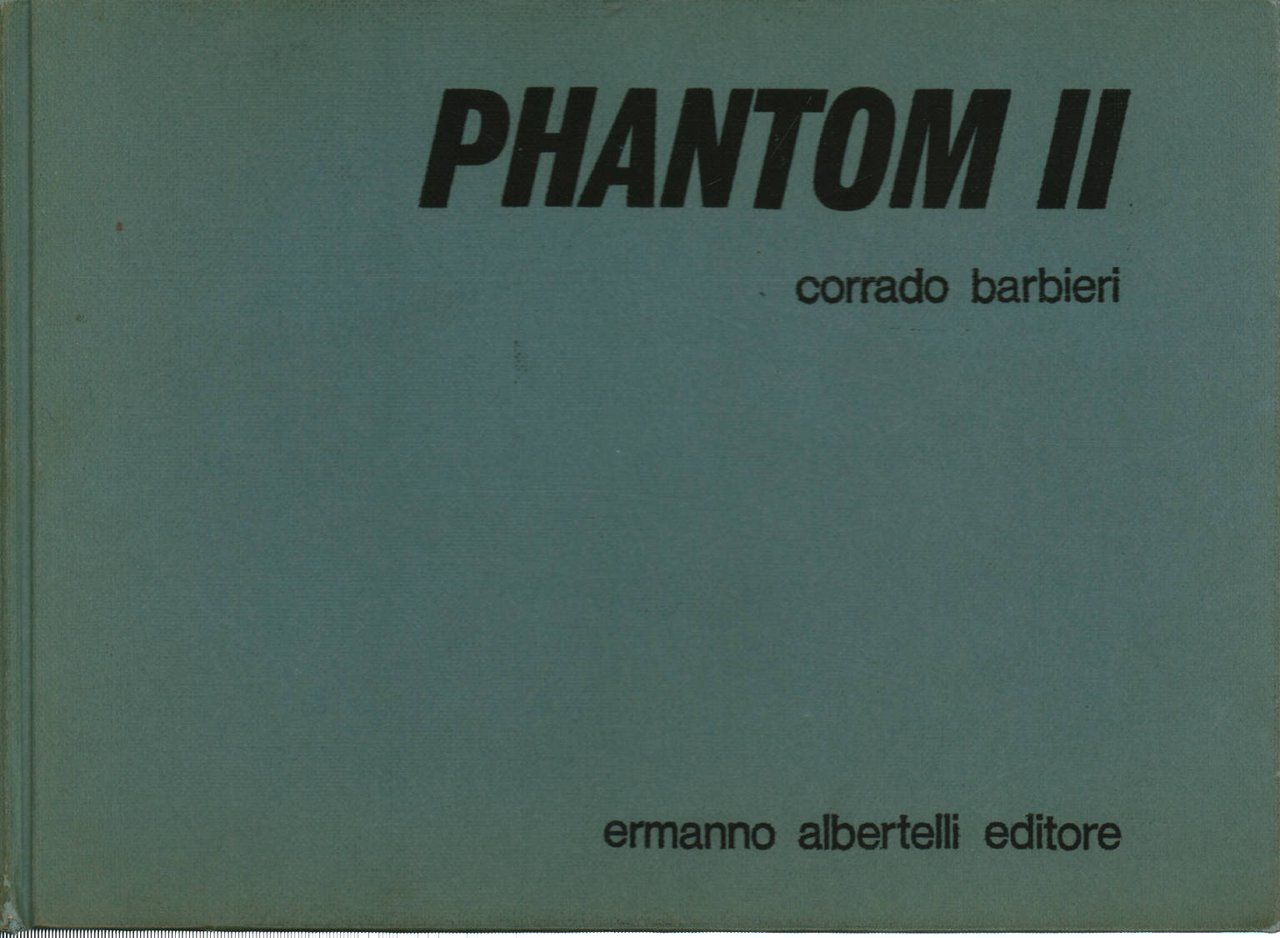 PHANTOM II
corrado barbieri
ermanno albertelli editore